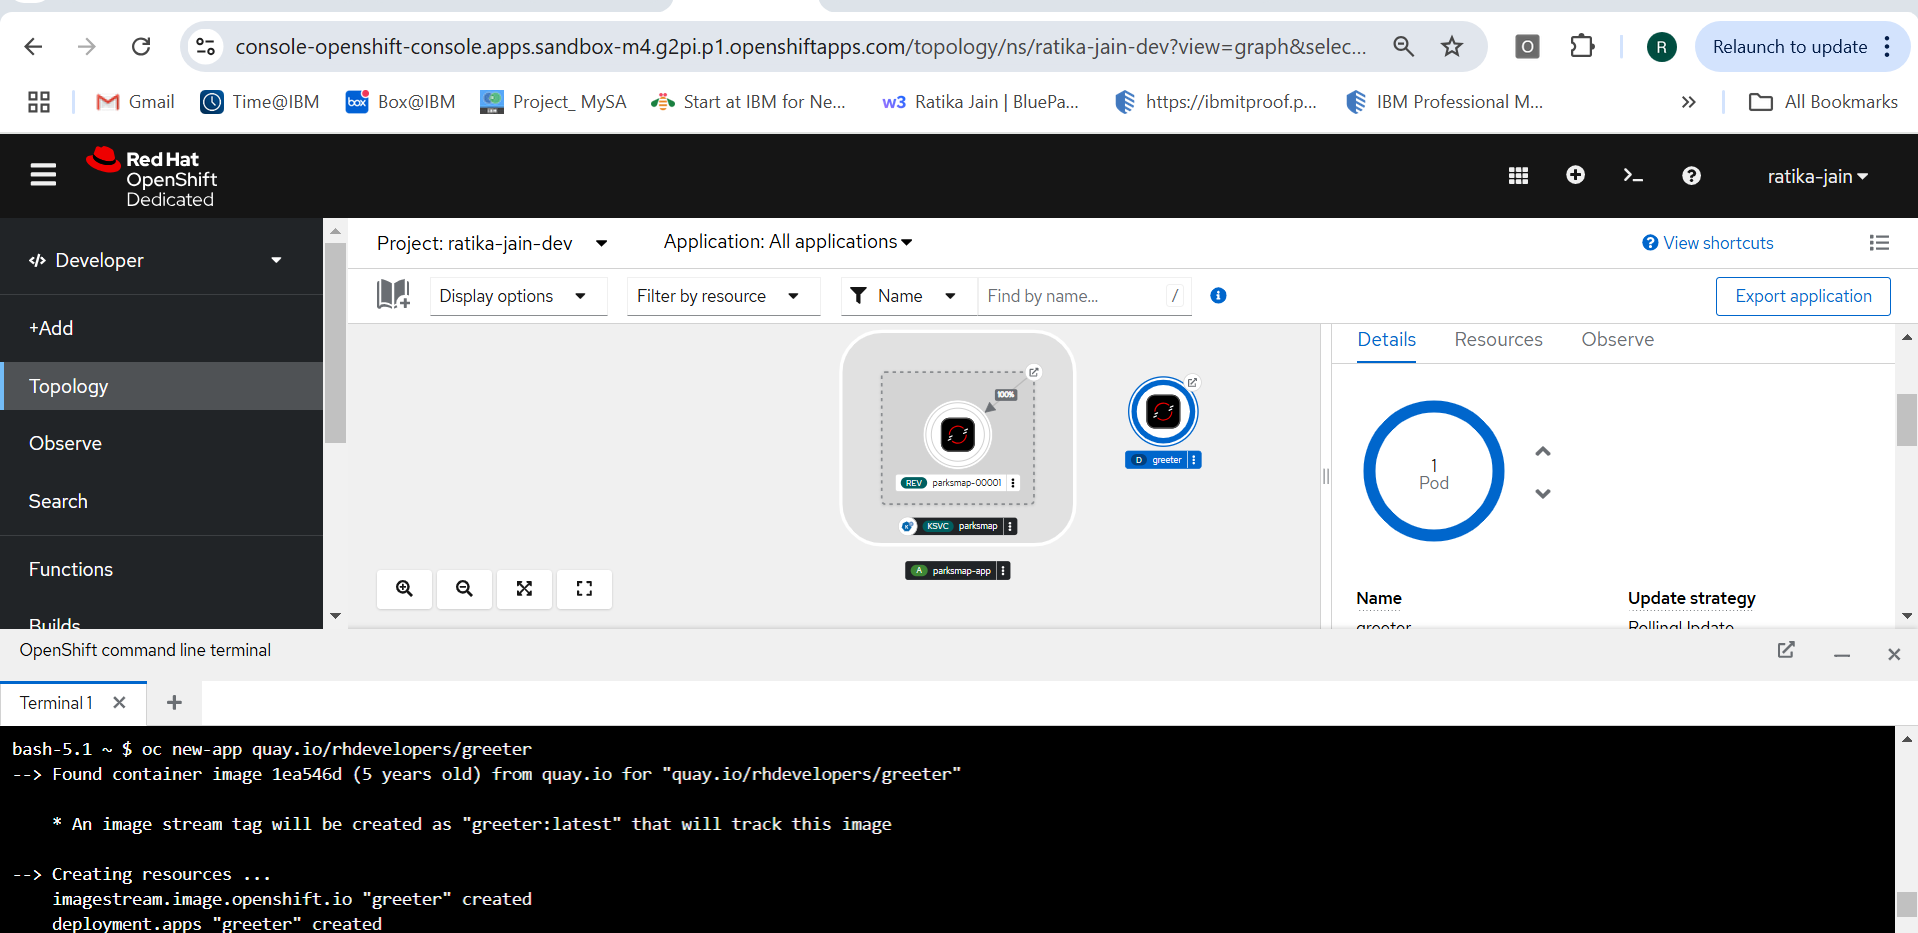 console-openshift-console.apps.sandbox-m4.g2pi.p1.openshiftapps.com/topology/ns/ratika-jain-dev?view=graph&selec...
O
R
Relaunch to update
Gmail
Time@IBM
box
Box@IBM
Project_ MySA
Start at IBM for Ne...
w3 Ratika Jain | BluePa...
https://ibmitproof.p...
IBM Professional M...
»
All Bookmarks
Red Hat
OpenShift
Dedicated
ratika-jain
Developer
Project: ratika-jain-dev
Application: All applications
View shortcuts
Display options
Filter by resource
Name
Find by name...
/
Export application
+Add
Topology
Observe
Search
Functions
Builds
100%
REV parksmap-00001
KSVC parksmap
A parksmap-app
D greeter
Details
Resources
Observe
1
Pod
Name
Update strategy
greeter
RollingUpdate
OpenShift command line terminal
Terminal 1
bash-5.1 ~ $ oc new-app quay.io/rhdevelopers/greeter
--> Found container image 1ea546d (5 years old) from quay.io for "quay.io/rhdevelopers/greeter"
* An image stream tag will be created as "greeter:latest" that will track this image
--> Creating resources ...
imagestream.image.openshift.io "greeter" created
deployment.apps "greeter" created